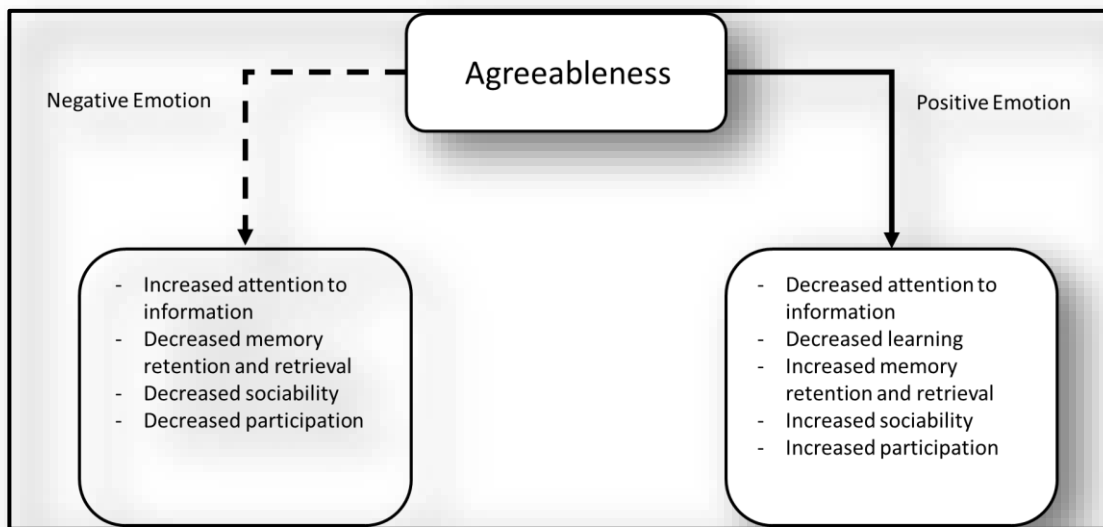 Agreeableness
Negative Emotion
Positive Emotion
- Increased attention to
information
- Decreased memory
retention and retrieval
- Decreased sociability
- Decreased participation
- Decreased attention to
information
- Decreased learning
- Increased memory
retention and retrieval
- Increased sociability
- Increased participation